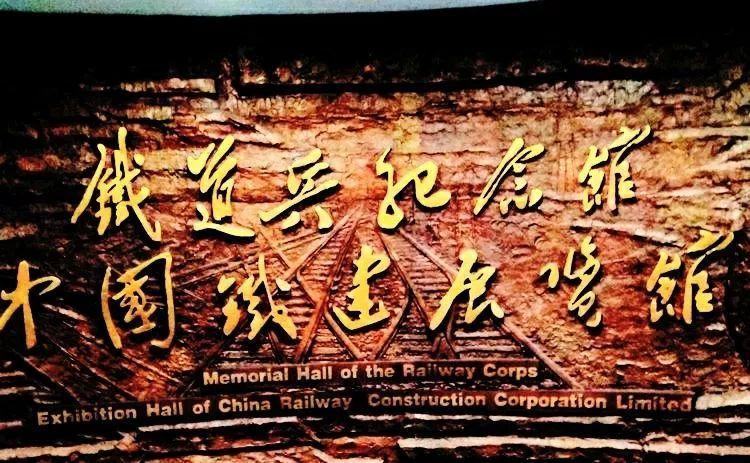 鐵道兵紀念館
中國鐵建展覽館
Memorial Hall of the Railway Corps
Exhibition Hall of China Railway Construction Corporation Limited